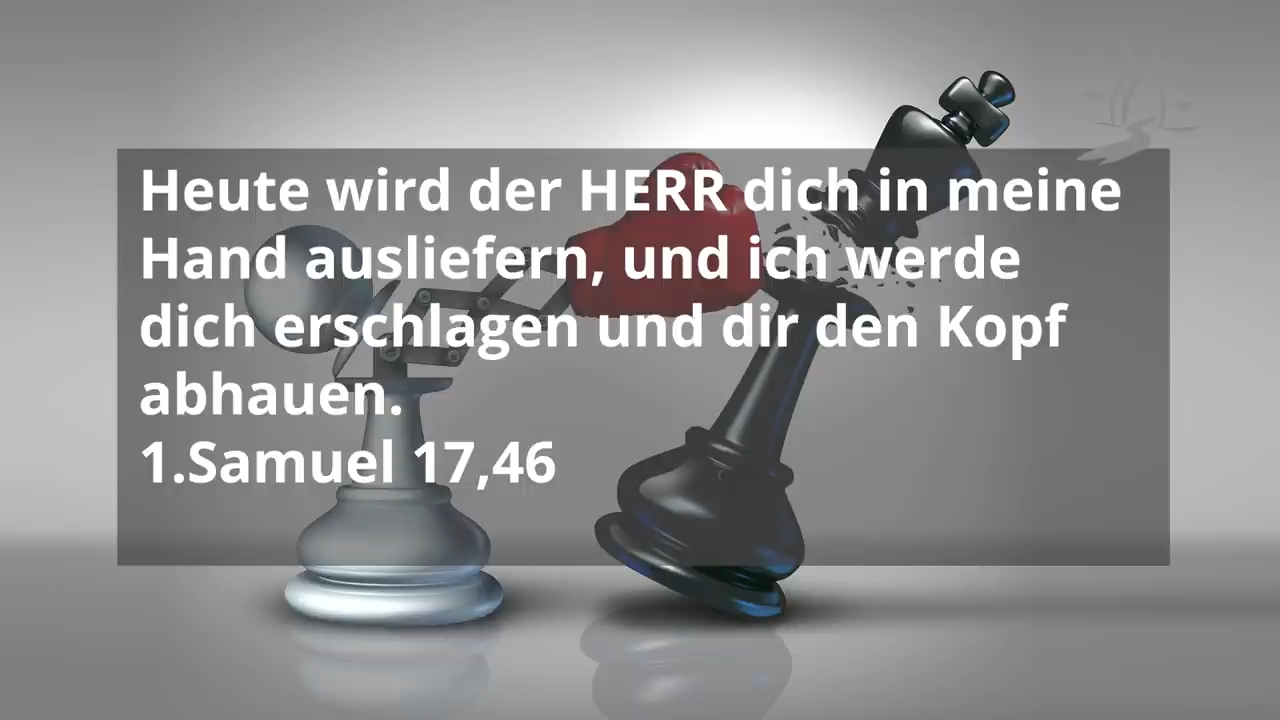 Heute wird der HERR dich in meine
Hand ausliefern, und ich werde
dich erschlagen und dir den Kopf
abhauen.
1.Samuel 17,46